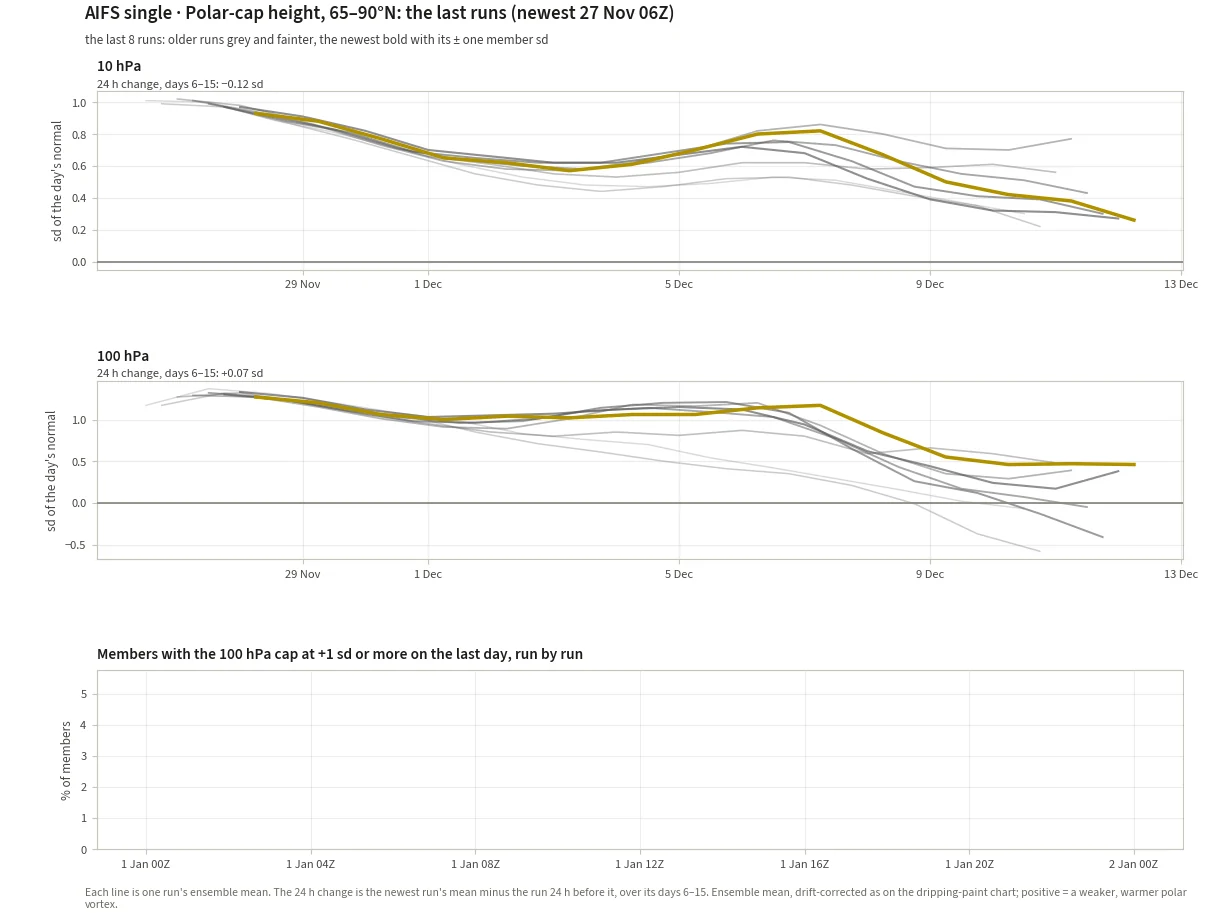 AIFS single · Polar-cap height, 65–90°N: the last runs (newest 27 Nov 06Z)
the last 8 runs: older runs grey and fainter, the newest bold with its ± one member sd
10 hPa
24 h change, days 6–15: −0.12 sd
sd of the day's normal
1.0
0.8
0.6
0.4
0.2
0.0
29 Nov
1 Dec
5 Dec
9 Dec
13 Dec
100 hPa
24 h change, days 6–15: +0.07 sd
sd of the day's normal
1.0
0.5
0.0
−0.5
29 Nov
1 Dec
5 Dec
9 Dec
13 Dec
Members with the 100 hPa cap at +1 sd or more on the last day, run by run
% of members
5
4
3
2
1
0
1 Jan 00Z
1 Jan 04Z
1 Jan 08Z
1 Jan 12Z
1 Jan 16Z
1 Jan 20Z
2 Jan 00Z
Each line is one run's ensemble mean. The 24 h change is the newest run's mean minus the run 24 h before it, over its days 6–15. Ensemble mean, drift-corrected as on the dripping-paint chart; positive = a weaker, warmer polar
vortex.